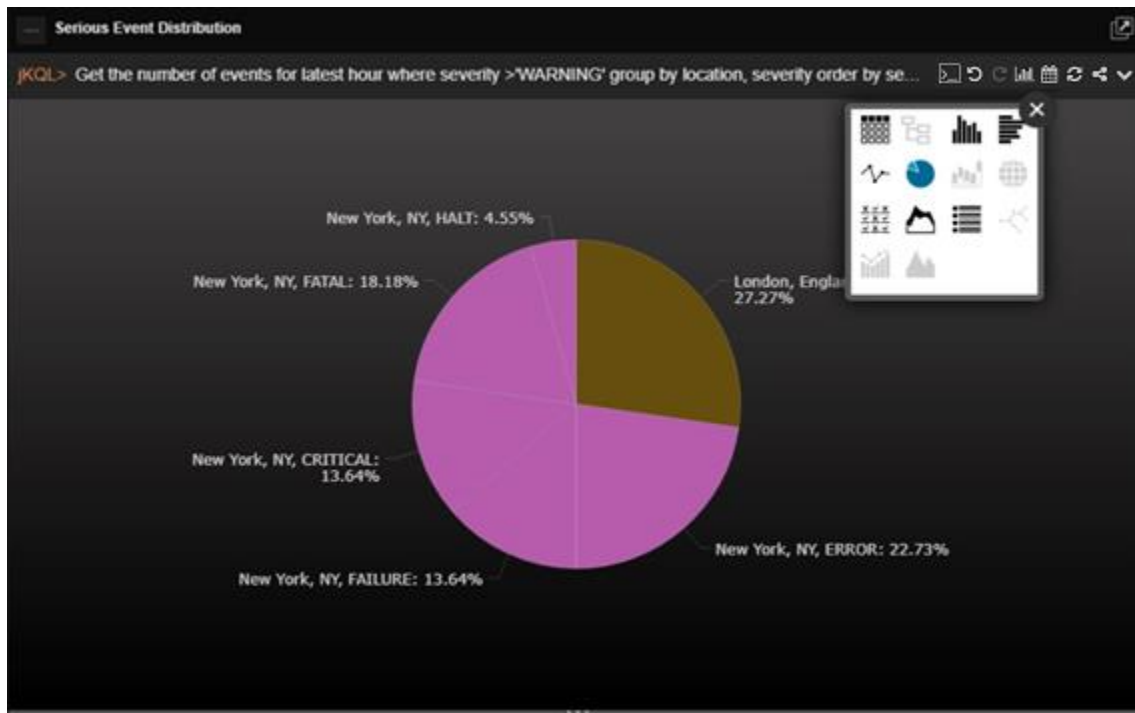 Serious Event Distribution
jKQL> Get the number of events for latest hour where severity >'WARNING' group by location, severity order by se...
New York, NY, HALT: 4.55%
New York, NY, FATAL: 18.18%
London, Engla
27.27%
New York, NY, CRITICAL:
13.64%
New York, NY, ERROR: 22.73%
New York, NY, FAILURE: 13.64%